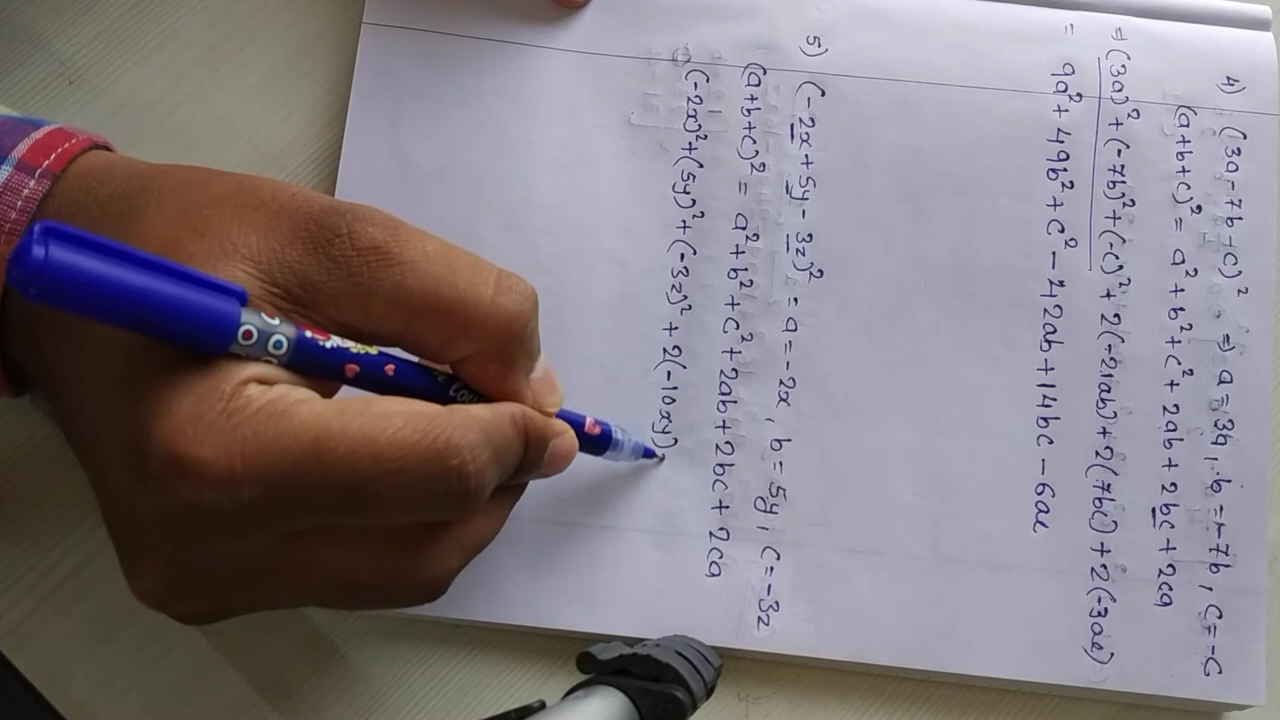 4) (3a - 7b - c)² ⇒ a = 3a, b = -7b, c = -c
(a+b+c)² = a² + b² + c² + 2ab + 2bc + 2ca
⇒ (3a)² + (-7b)² + (-c)² + 2(-21ab) + 2(7bc) + 2(-3ac)
= 9a² + 49b² + c² - 42ab + 14bc - 6ac
5) (-2x + 5y - 3z)² = a = -2x, b = 5y, c = -3z
(a+b+c)² = a² + b² + c² + 2ab + 2bc + 2ca
(-2x)² + (5y)² + (-3z)² + 2(-10xy)